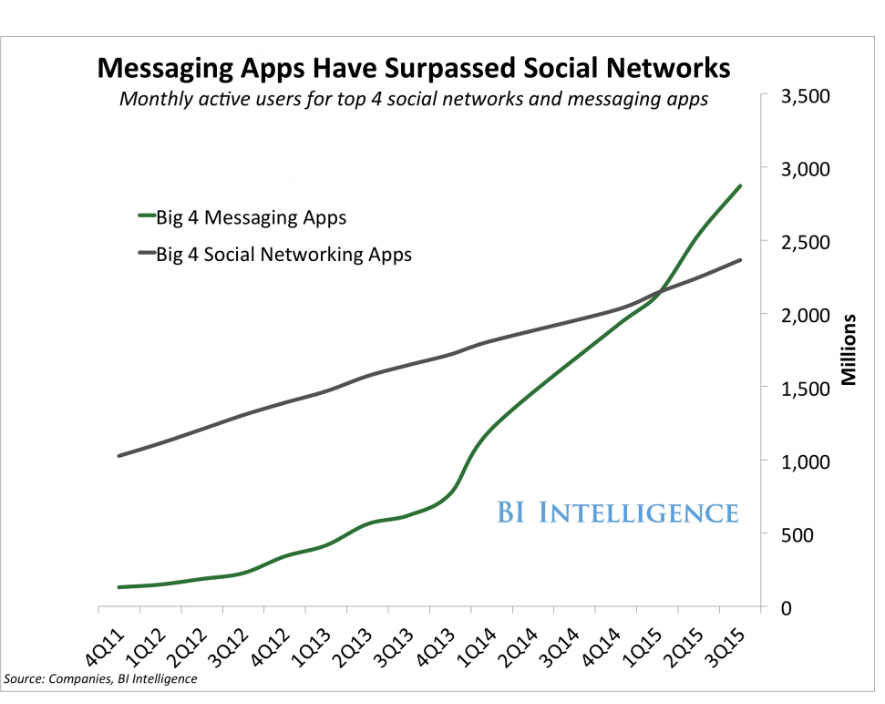 Messaging Apps Have Surpassed Social Networks
Monthly active users for top 4 social networks and messaging apps
3,500
3,000
2,500
2,000
1,500
1,000
500
0
Millions
Big 4 Messaging Apps
Big 4 Social Networking Apps
BI INTELLIGENCE
4Q11
1Q12
2Q12
3Q12
4Q12
1Q13
2Q13
3Q13
4Q13
1Q14
2Q14
3Q14
4Q14
1Q15
2Q15
3Q15
Source: Companies, BI Intelligence